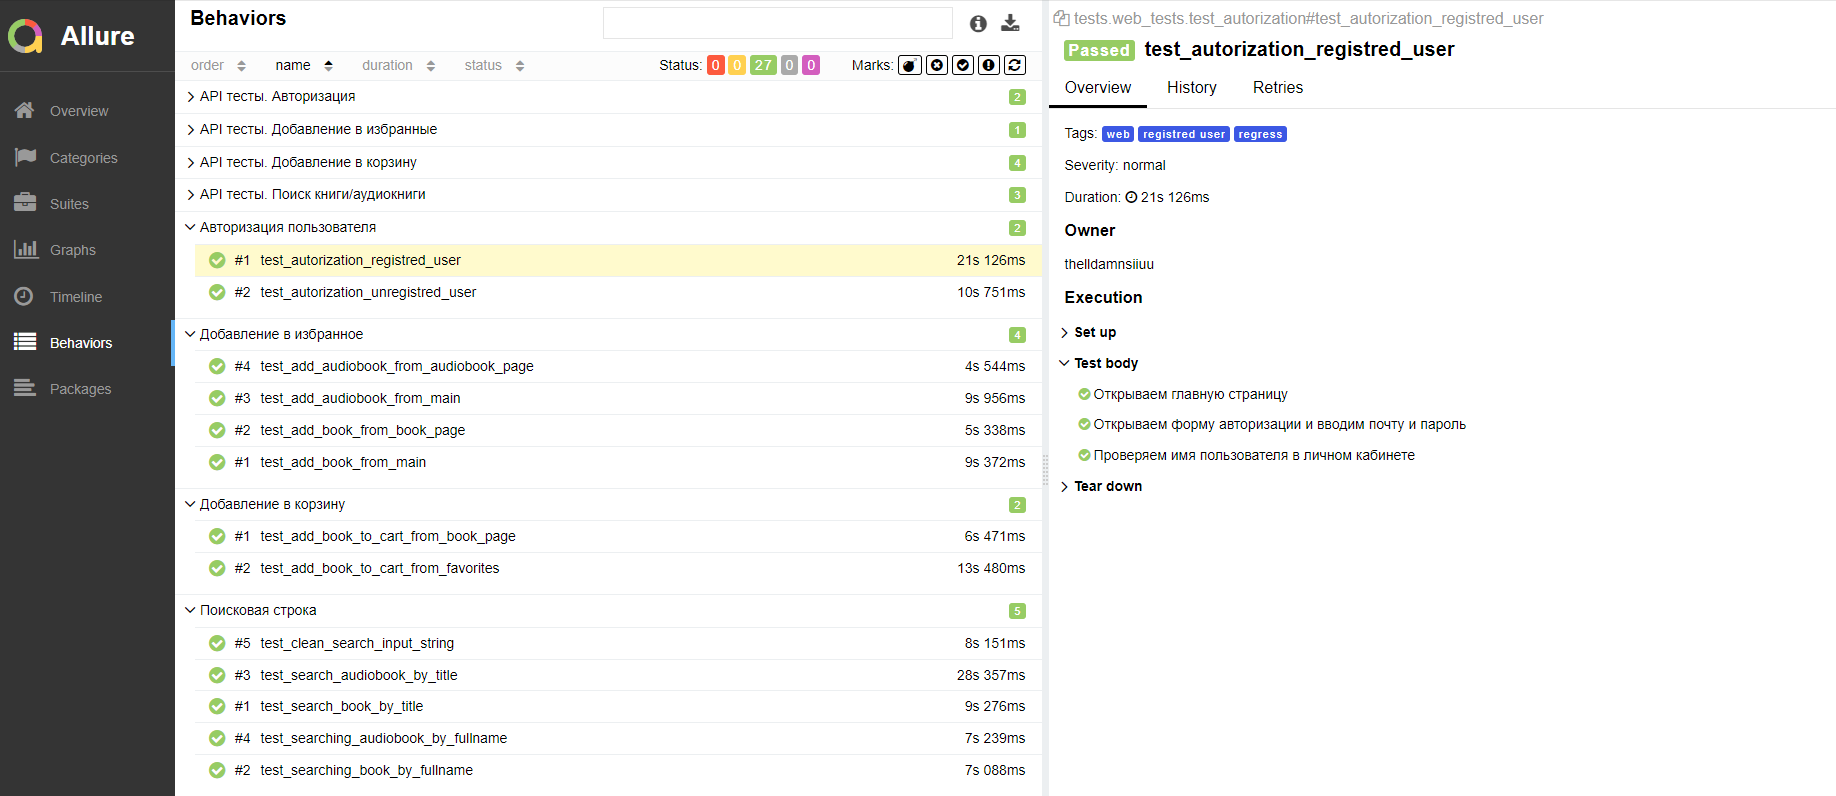 Allure
Overview
Categories
Suites
Graphs
Timeline
Behaviors
Packages
Behaviors
order name duration status Status: 0 0 27 0 0 Marks:
API тесты. Авторизация 2
API тесты. Добавление в избранные 1
API тесты. Добавление в корзину 4
API тесты. Поиск книги/аудиокниги 3
Авторизация пользователя 2
#1 test_autorization_registred_user 21s 126ms
#2 test_autorization_unregistred_user 10s 751ms
Добавление в избранное 4
#4 test_add_audiobook_from_audiobook_page 4s 544ms
#3 test_add_audiobook_from_main 9s 956ms
#2 test_add_book_from_book_page 5s 338ms
#1 test_add_book_from_main 9s 372ms
Добавление в корзину 2
#1 test_add_book_to_cart_from_book_page 6s 471ms
#2 test_add_book_to_cart_from_favorites 13s 480ms
Поисковая строка 5
#5 test_clean_search_input_string 8s 151ms
#3 test_search_audiobook_by_title 28s 357ms
#1 test_search_book_by_title 9s 276ms
#4 test_searching_audiobook_by_fullname 7s 239ms
#2 test_searching_book_by_fullname 7s 088ms
tests.web_tests.test_autorization#test_autorization_registred_user
Passed test_autorization_registred_user
Overview History Retries
Tags: web registred user regress
Severity: normal
Duration: 21s 126ms
Owner
thelldamnsiiuu
Execution
Set up
Test body
Открываем главную страницу
Открываем форму авторизации и вводим почту и пароль
Проверяем имя пользователя в личном кабинете
Tear down